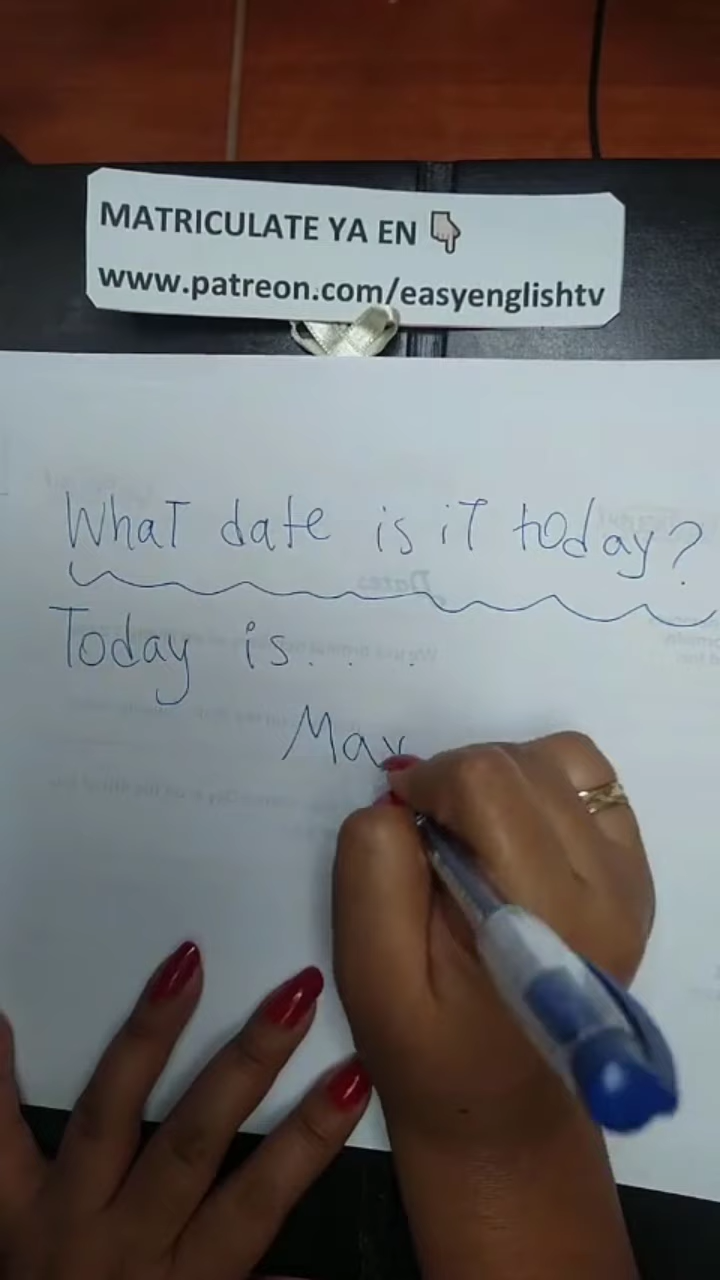 MATRICULATE YA EN
www.patreon.com/easyenglishtv
What date is it today?
Today is...
May